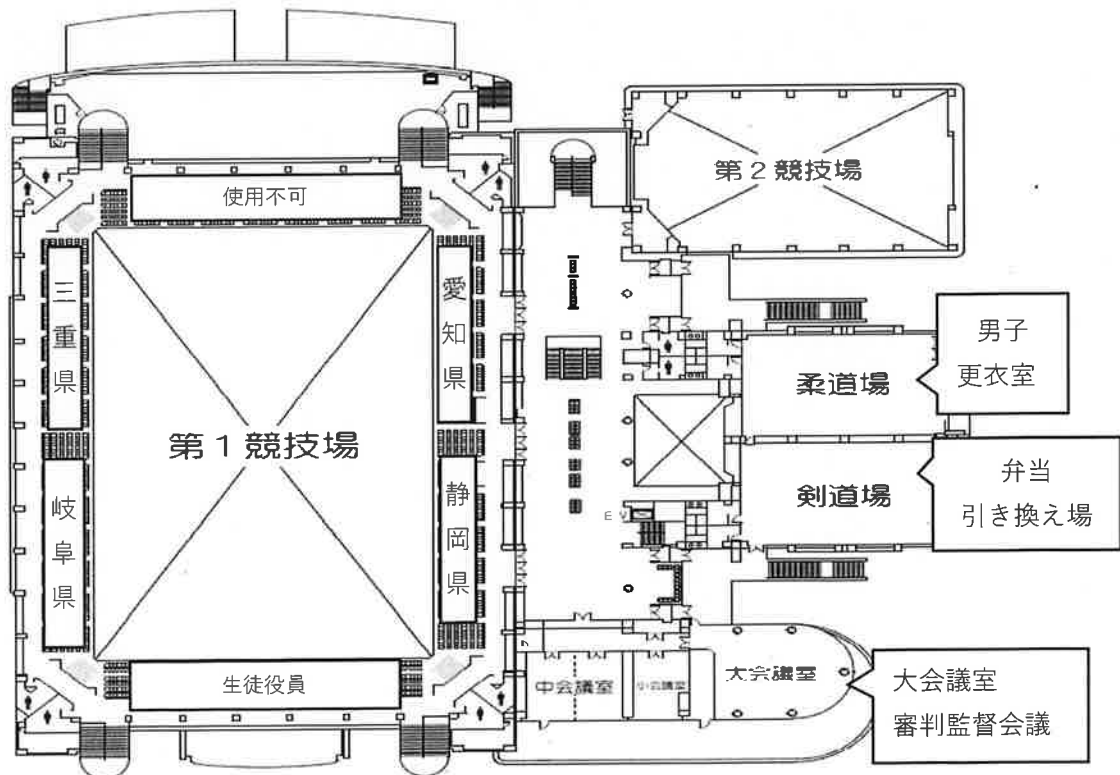 使用不可
第２競技場
三重県
愛知県
男子
更衣室
柔道場
第１競技場
岐阜県
静岡県
剣道場
弁当
引き換え場
ＥＶ
生徒役員
中会議室
小会議室
大会議室
大会議室
審判監督会議